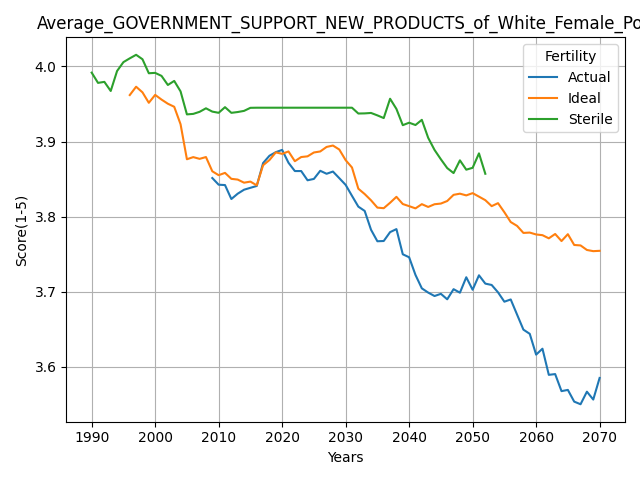 Average_GOVERNMENT_SUPPORT_NEW_PRODUCTS_of_White_Female_Po
Fertility
Actual
Ideal
Sterile
4.0
3.9
3.8
3.7
3.6
Score(1-5)
1990 2000 2010 2020 2030 2040 2050 2060 2070
Years